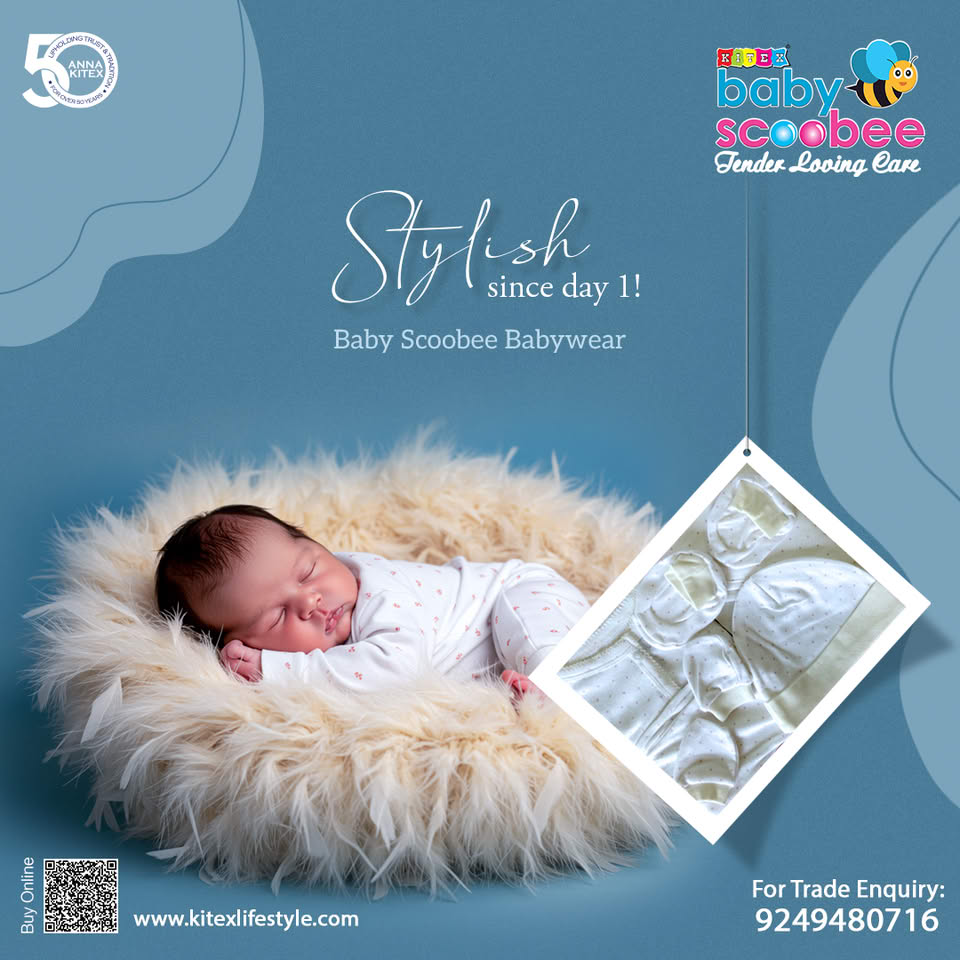 50
UPHOLDING TRUST & TRADITION
ANNA
KITEX
• FOR OVER 50 YEARS •
KITEX
baby
scoobee
Tender Loving Care
Stylish
since day 1!
Baby Scoobee Babywear
Buy Online
www.kitexlifestyle.com
For Trade Enquiry:
9249480716